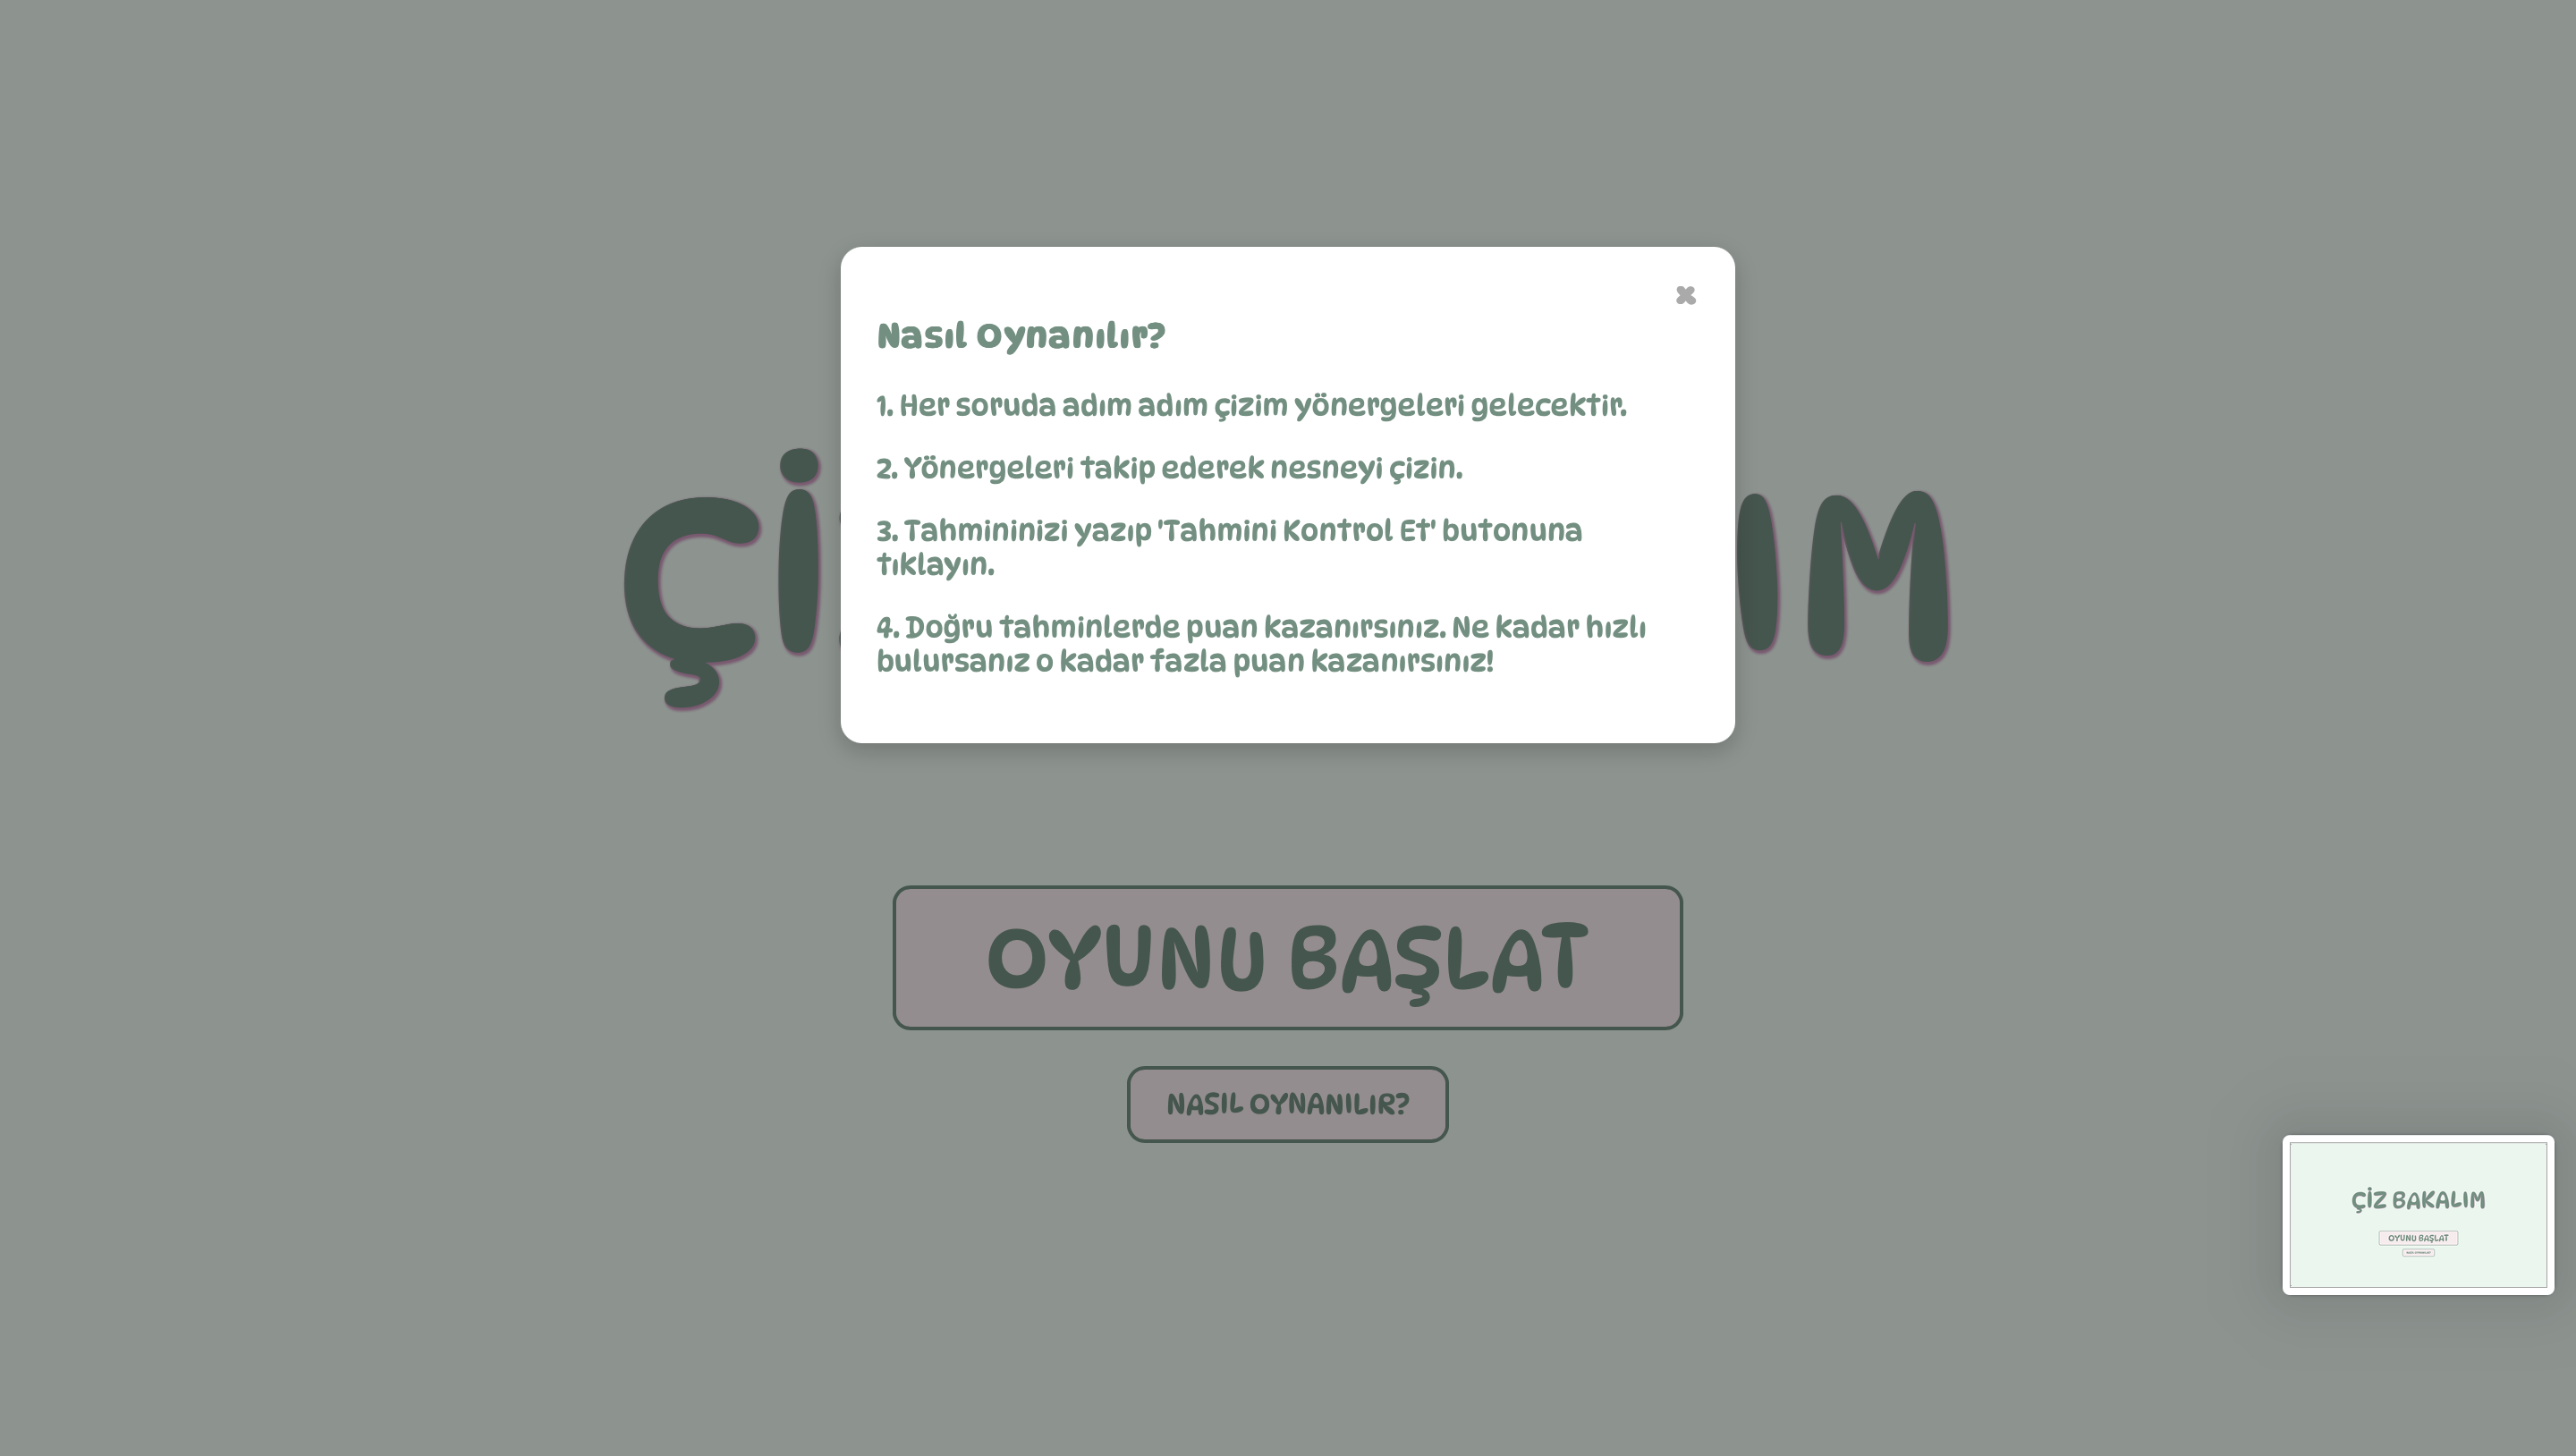 Nasıl Oynanılır?
1. Her soruda adım adım çizim yönergeleri gelecektir.
2. Yönergeleri takip ederek nesneyi çizin.
3. Tahmininizi yazıp 'Tahmini Kontrol Et' butonuna
tıklayın.
4. Doğru tahminlerde puan kazanırsınız. Ne kadar hızlı
bulursanız o kadar fazla puan kazanırsınız!
Çİ
IM
OYUNU BAŞLAT
NASIL OYNANILIR?
ÇİZ BAKALIM
OYUNU BAŞLAT